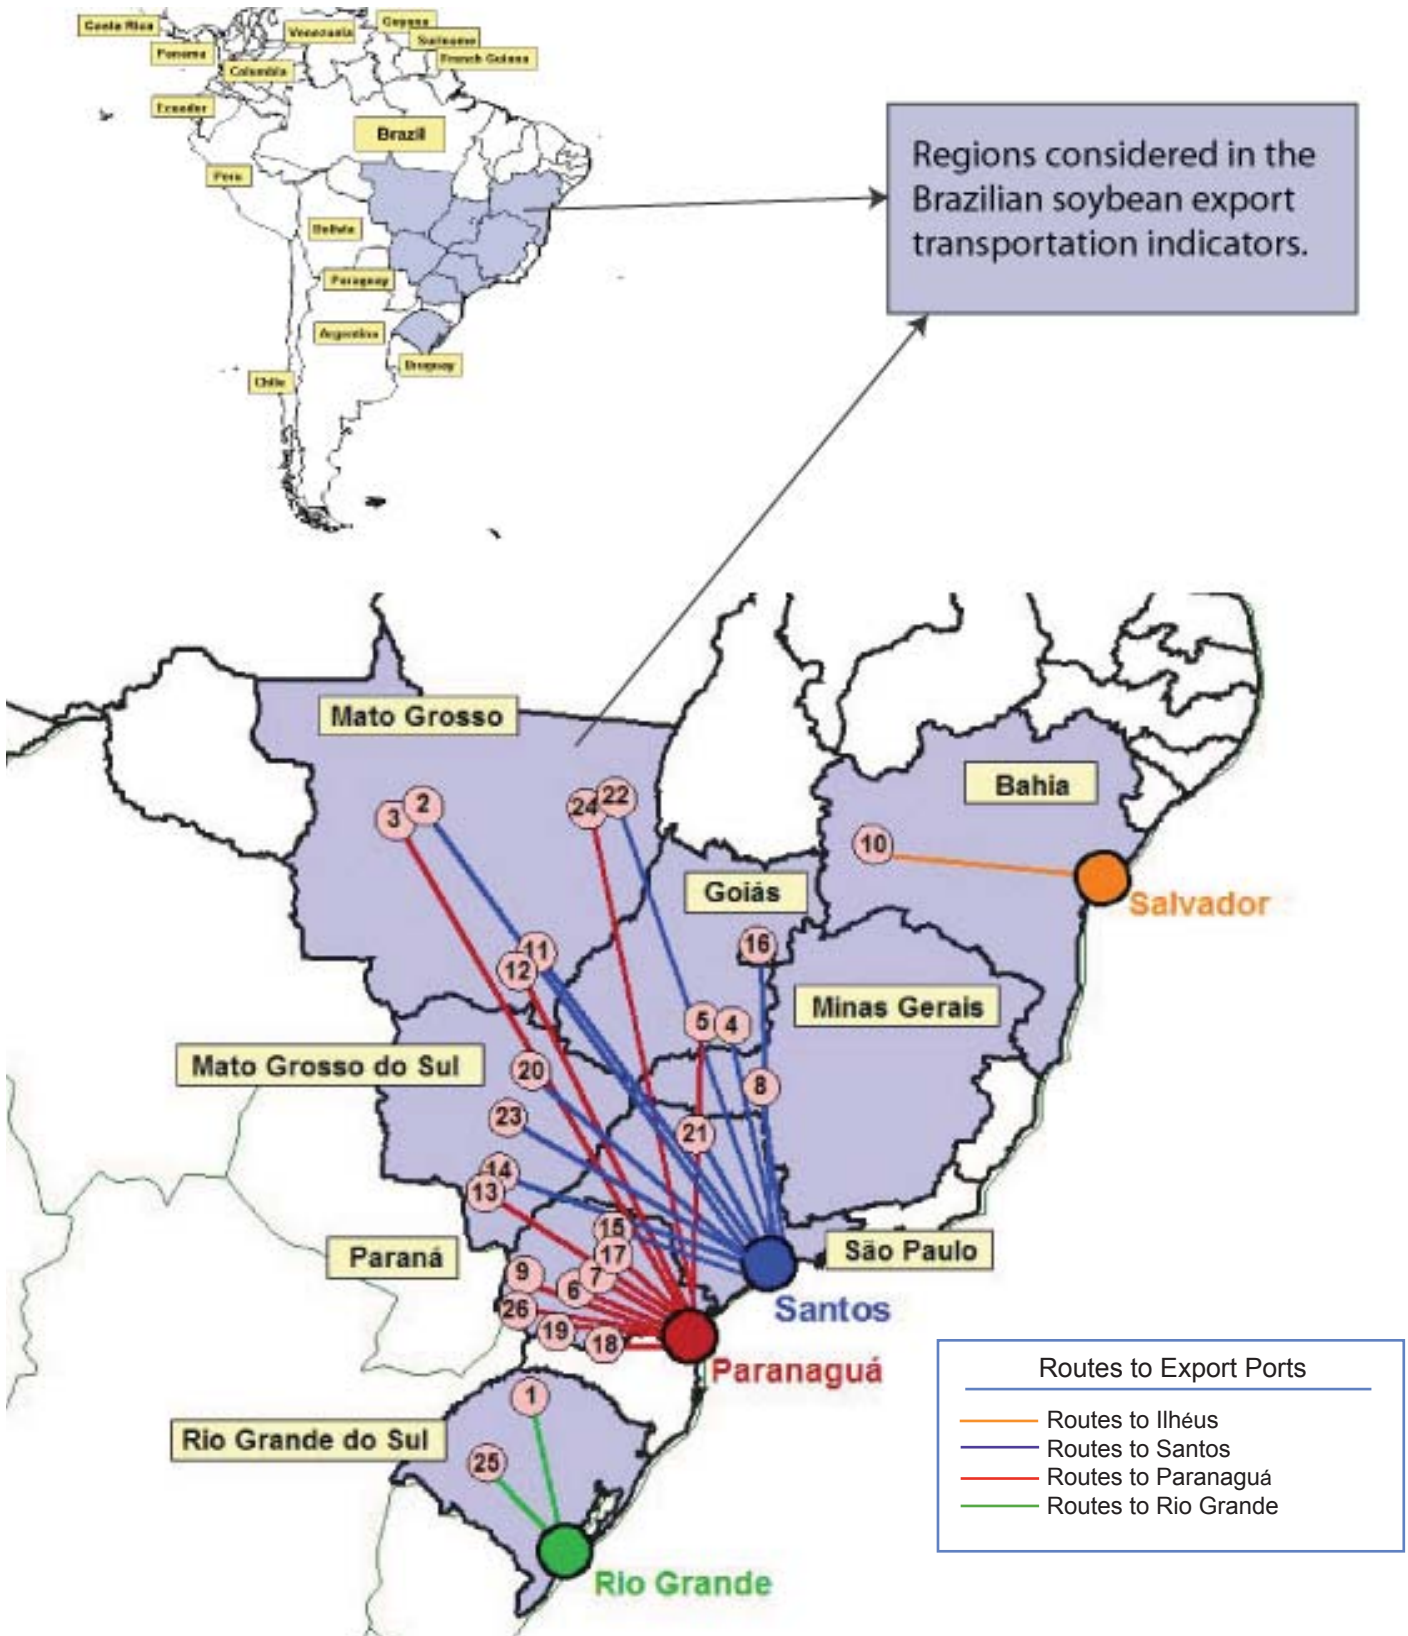 Costa Rica
Panama
Venezuela
Guyana
Suriname
French Guiana
Columbia
Ecuador
Brazil
Peru
Bolivia
Paraguay
Argentina
Uruguay
Chile
Regions considered in the
Brazilian soybean export
transportation indicators.
Mato Grosso
Bahia
3
2
24
22
10
Goiás
Salvador
11
12
16
Minas Gerais
5
4
Mato Grosso do Sul
20
8
23
21
14
13
15
17
Paraná
São Paulo
9
6
7
26
Santos
19
18
Paranaguá
1
Rio Grande do Sul
25
Rio Grande
Routes to Export Ports
Routes to Ilhéus
Routes to Santos
Routes to Paranaguá
Routes to Rio Grande